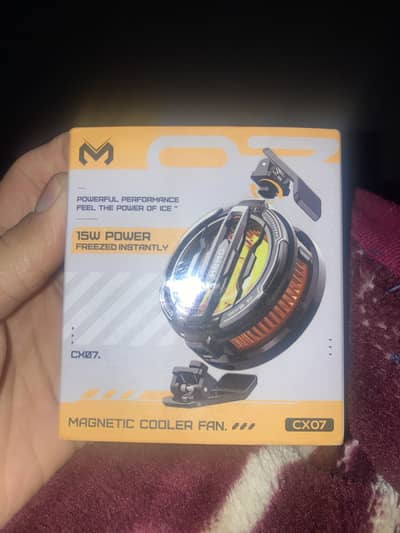 POWERFUL PERFORMANCE
FEEL THE POWER OF ICE "
15W POWER
FREEZED INSTANTLY
CX07.
MAGNETIC COOLER FAN.
CX07